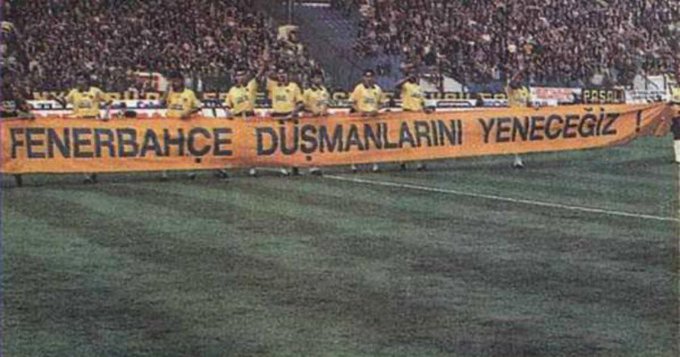 FENERBAHÇE DÜŞMANLARINI YENECEĞİZ !